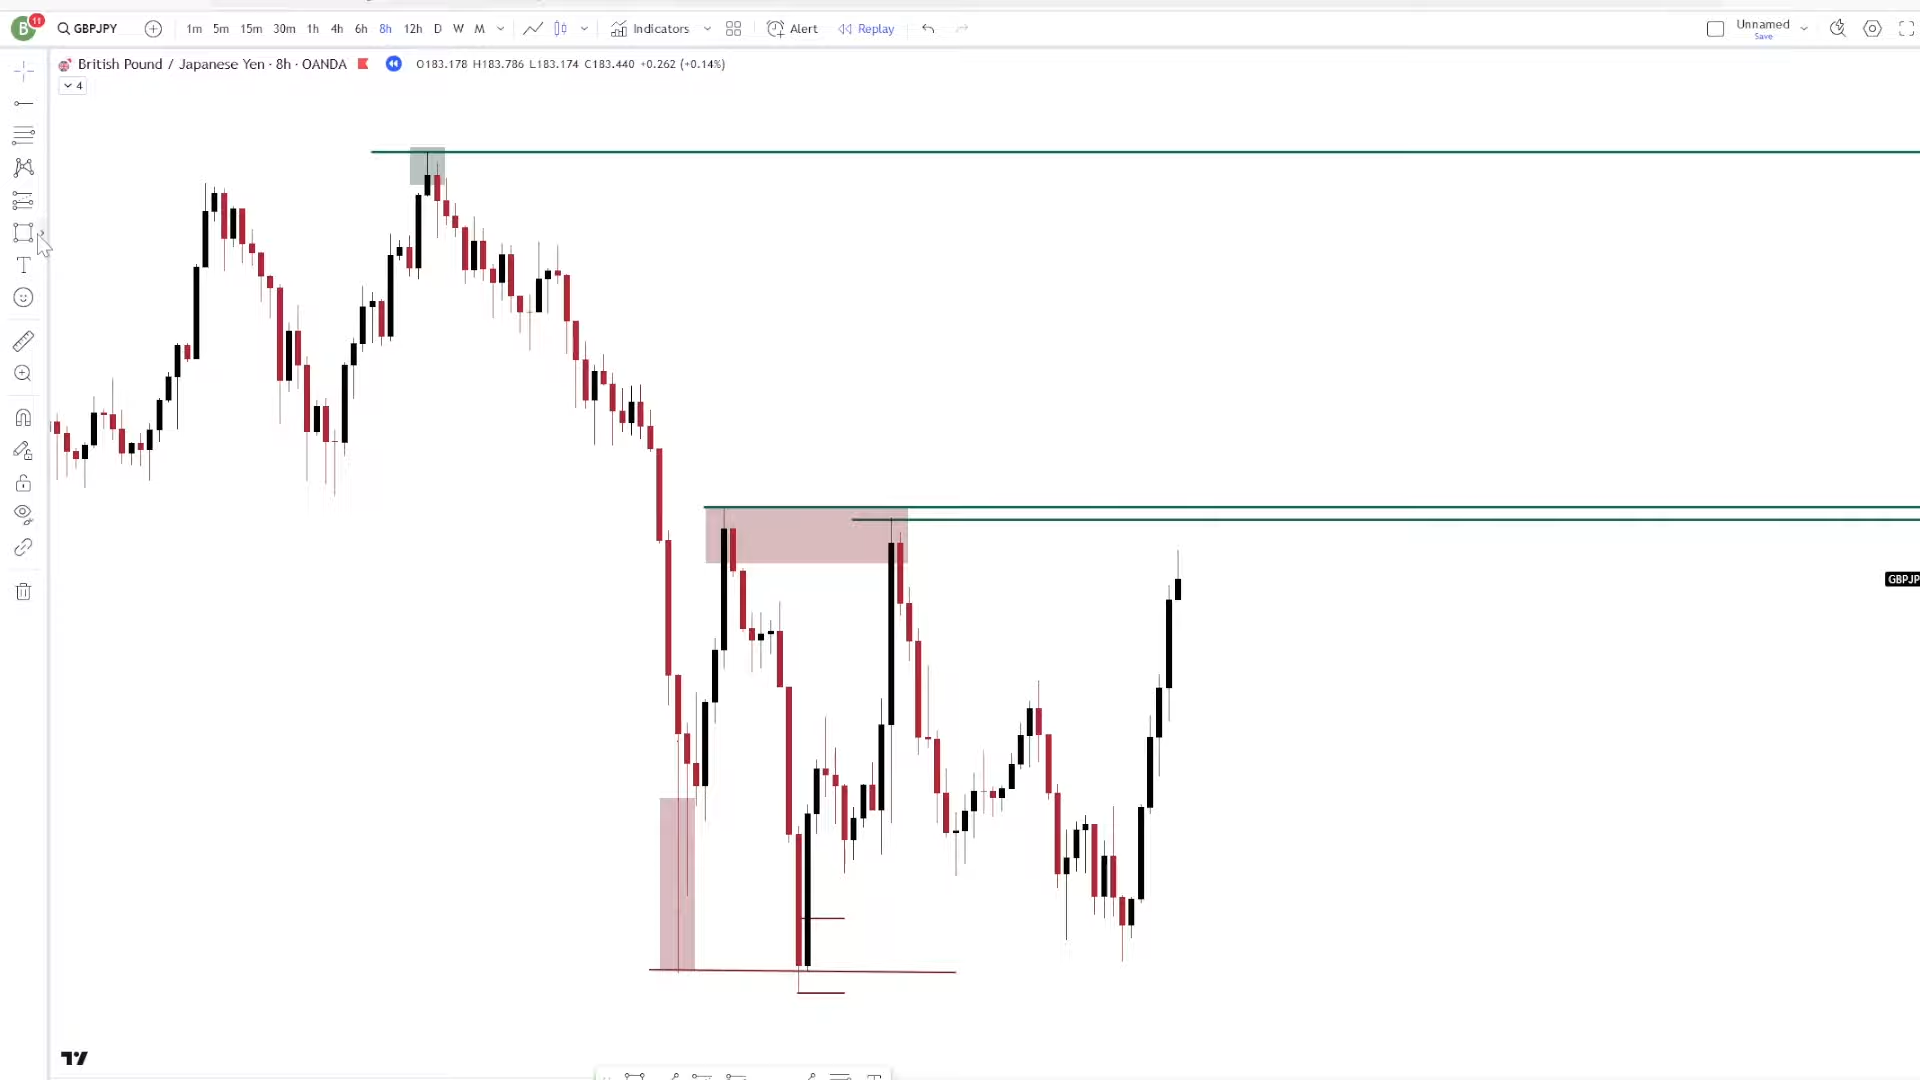 B 11 GBPJPY 1m 5m 15m 30m 1h 4h 6h 8h 12h D W M Indicators Alert Replay Unnamed
Save
British Pound / Japanese Yen · 8h · OANDA O183.178 H183.786 L183.174 C183.440 +0.262 (+0.14%)
4
T
GBPJP